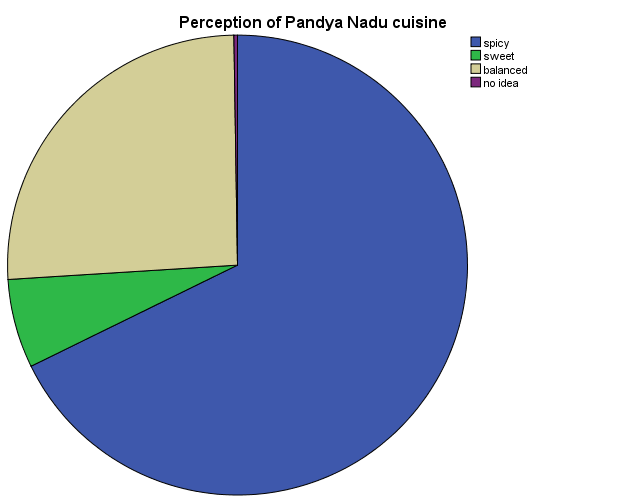 Perception of Pandya Nadu cuisine
spicy
sweet
balanced
no idea